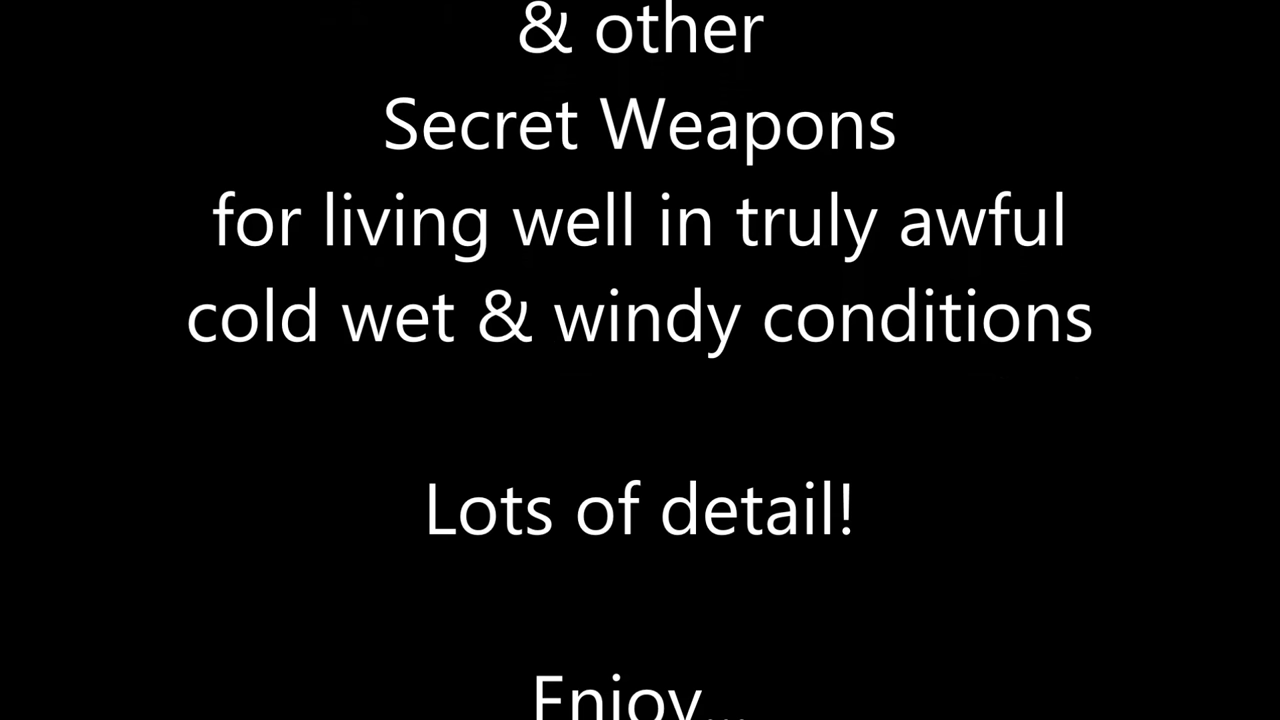 & other
Secret Weapons
for living well in truly awful
cold wet & windy conditions
Lots of detail!
Enjoy...